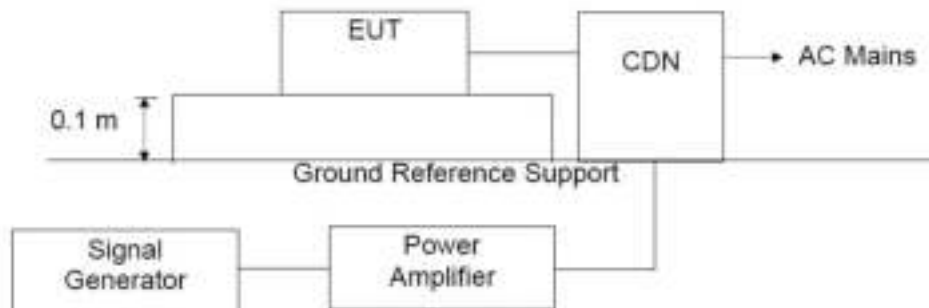 EUT
CDN
AC Mains
0.1 m
Ground Reference Support
Signal
Generator
Power
Amplifier